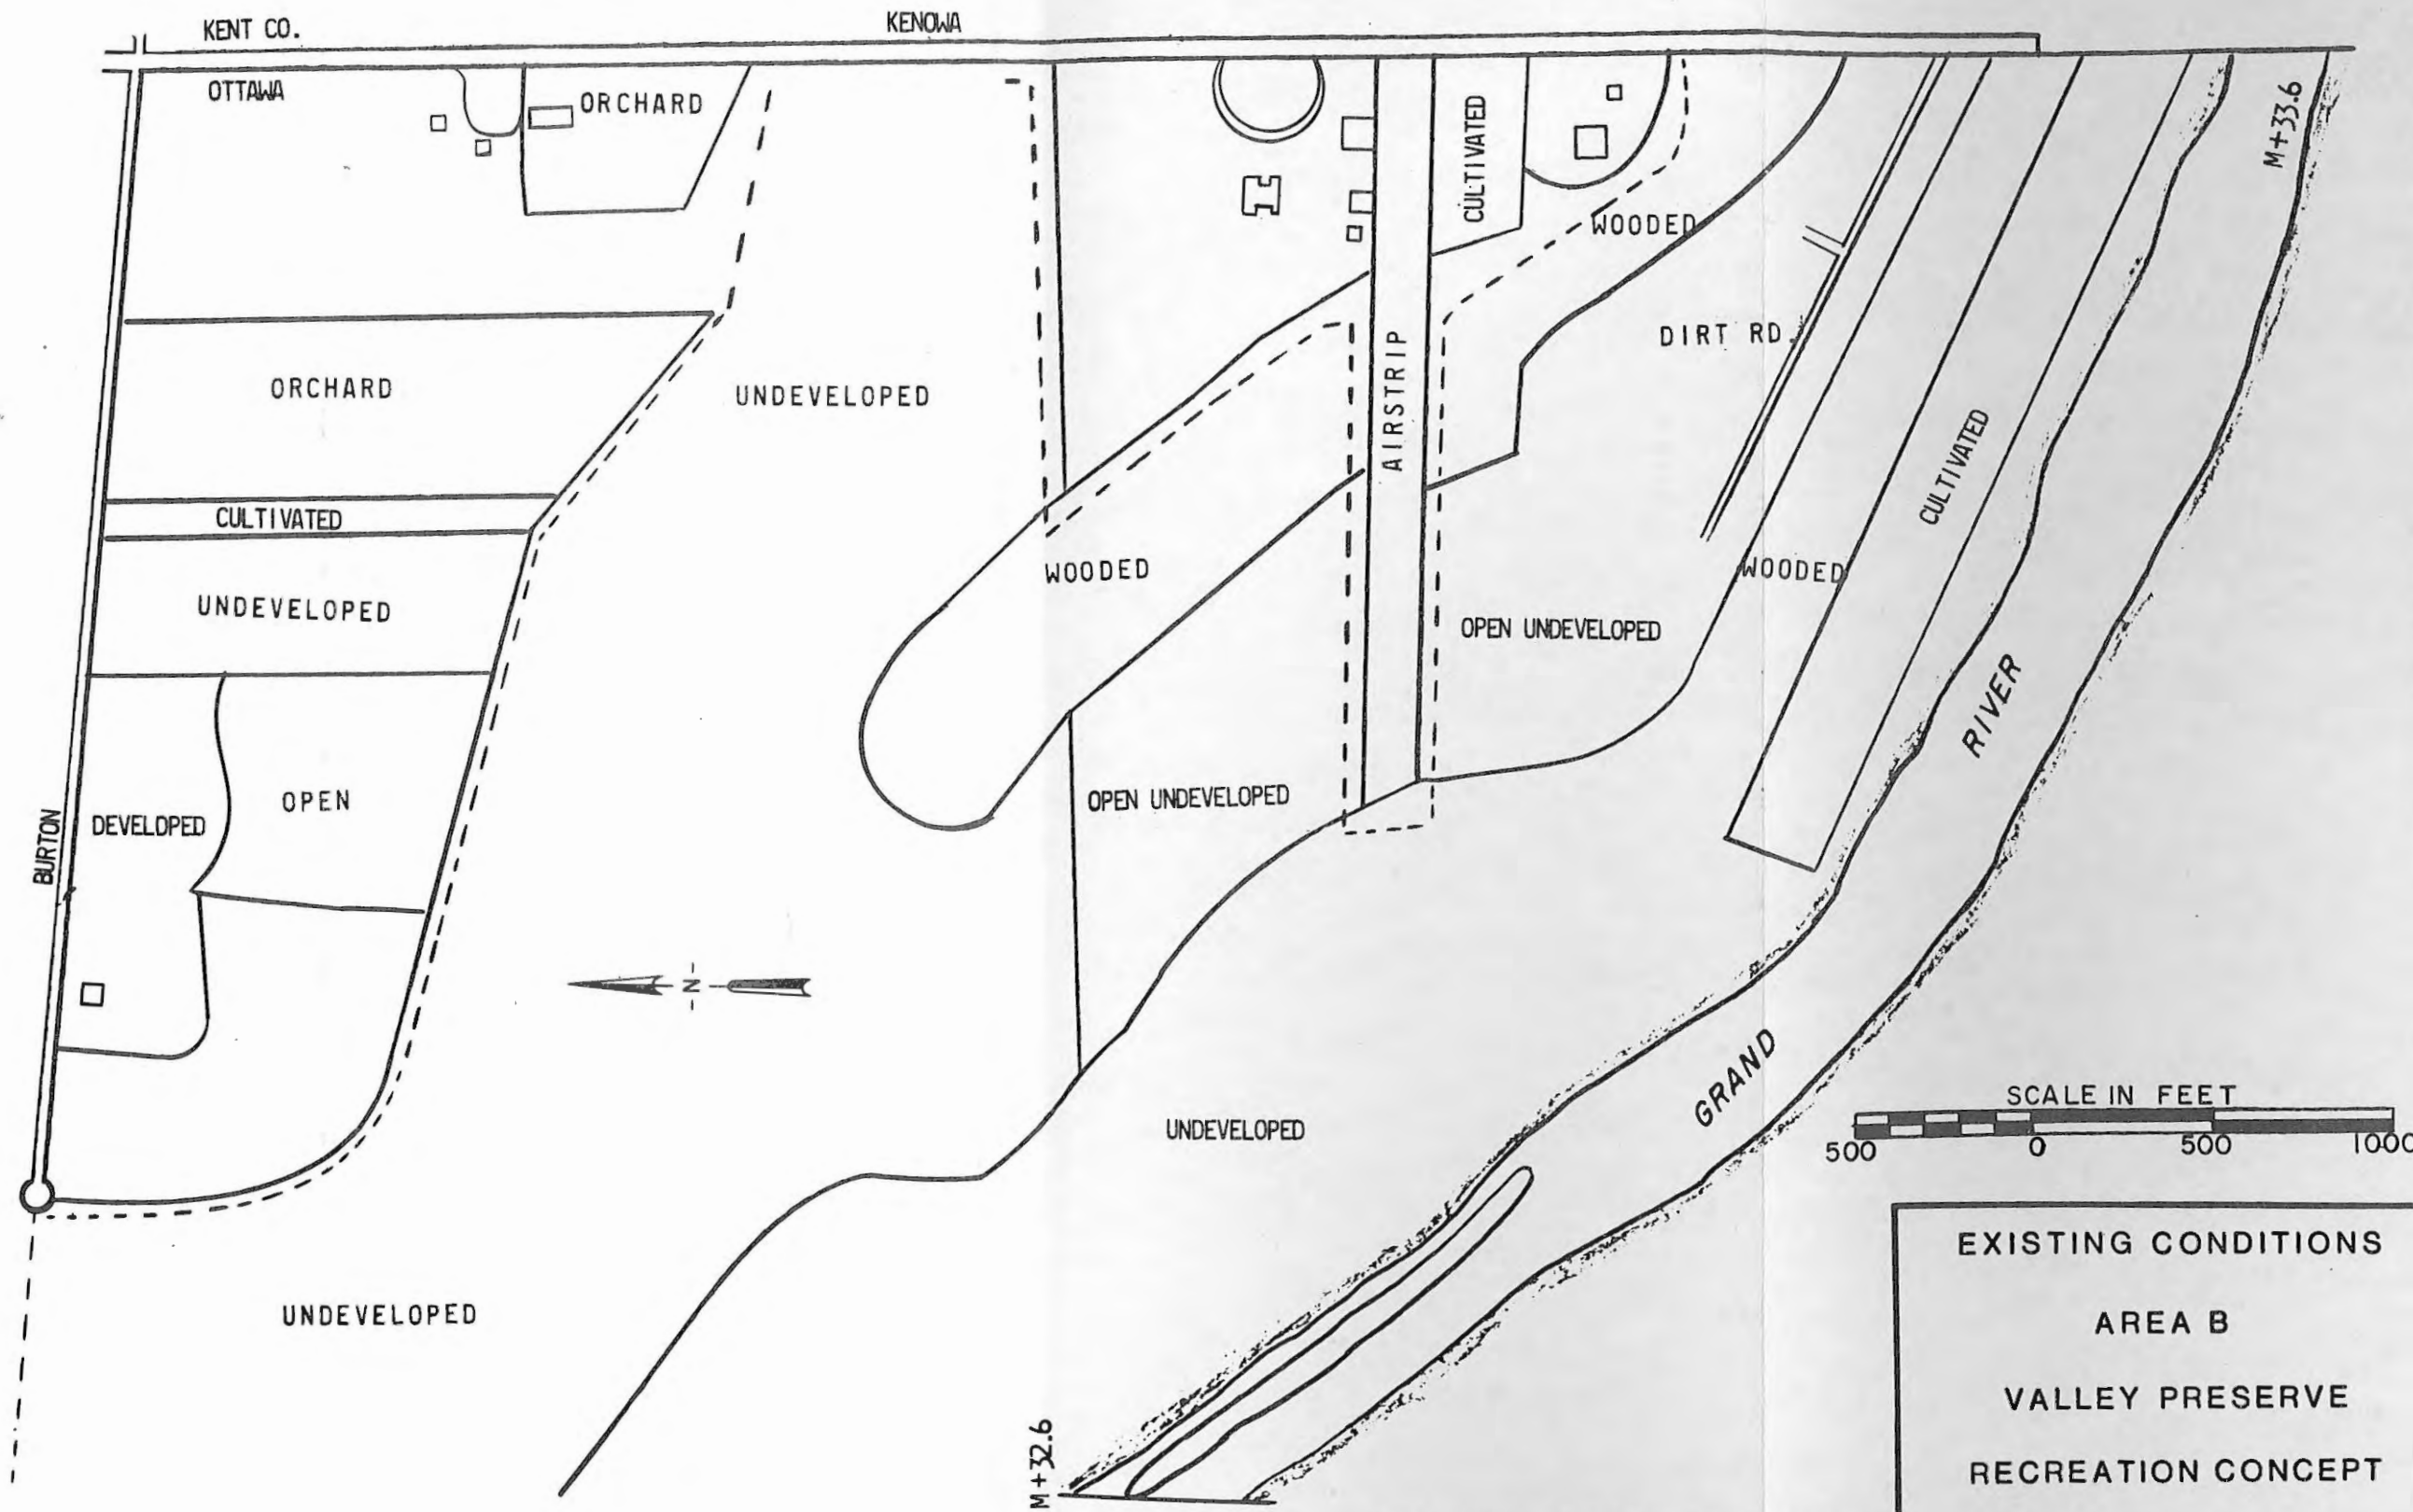 KENT CO.
KENOWA
OTTAWA
ORCHARD
CULTIVATED
M+33.6
WOODED
DIRT RD.
ORCHARD
UNDEVELOPED
AIRSTRIP
CULTIVATED
CULTIVATED
WOODED
WOODED
UNDEVELOPED
OPEN UNDEVELOPED
RIVER
OPEN
OPEN UNDEVELOPED
DEVELOPED
BURTON
N
GRAND
SCALE IN FEET
500 0 500 1000
UNDEVELOPED
UNDEVELOPED
M+32.6
EXISTING CONDITIONS
AREA B
VALLEY PRESERVE
RECREATION CONCEPT